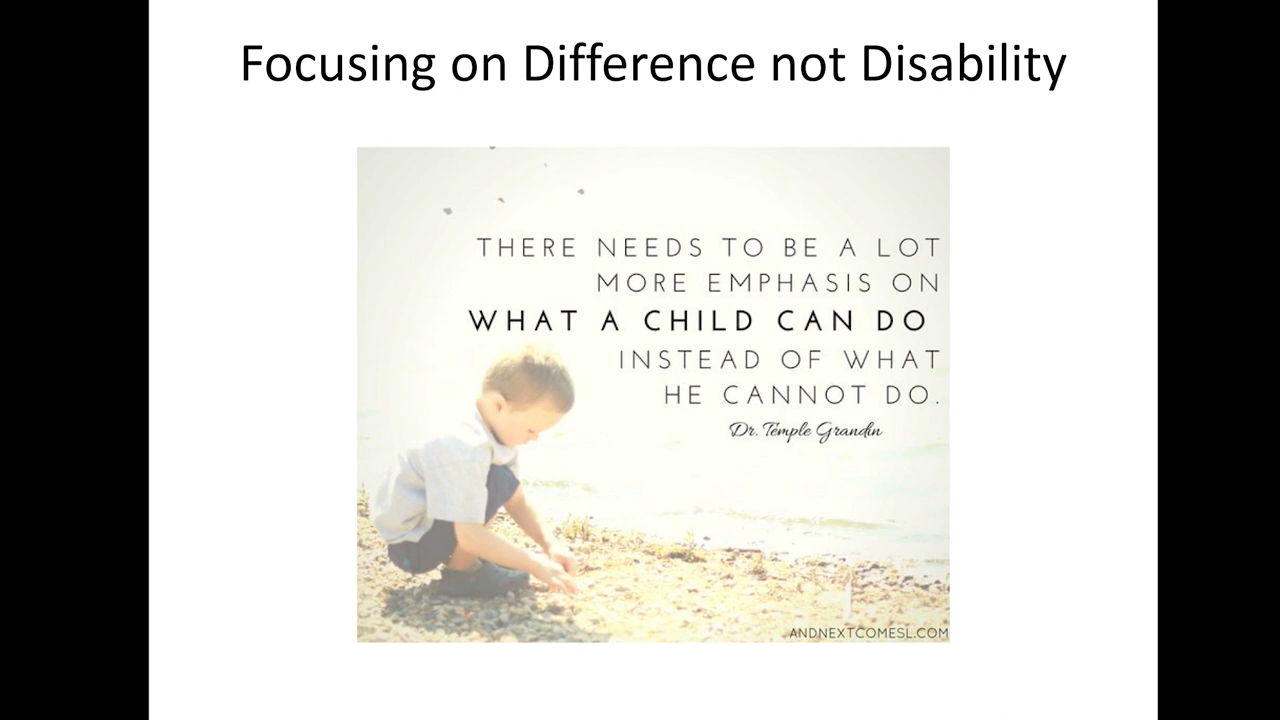 Focusing on Difference not Disability
THERE NEEDS TO BE A LOT
MORE EMPHASIS ON
WHAT A CHILD CAN DO
INSTEAD OF WHAT
HE CANNOT DO.
Dr. Temple Grandin
ANDNEXTCOMESL.COM